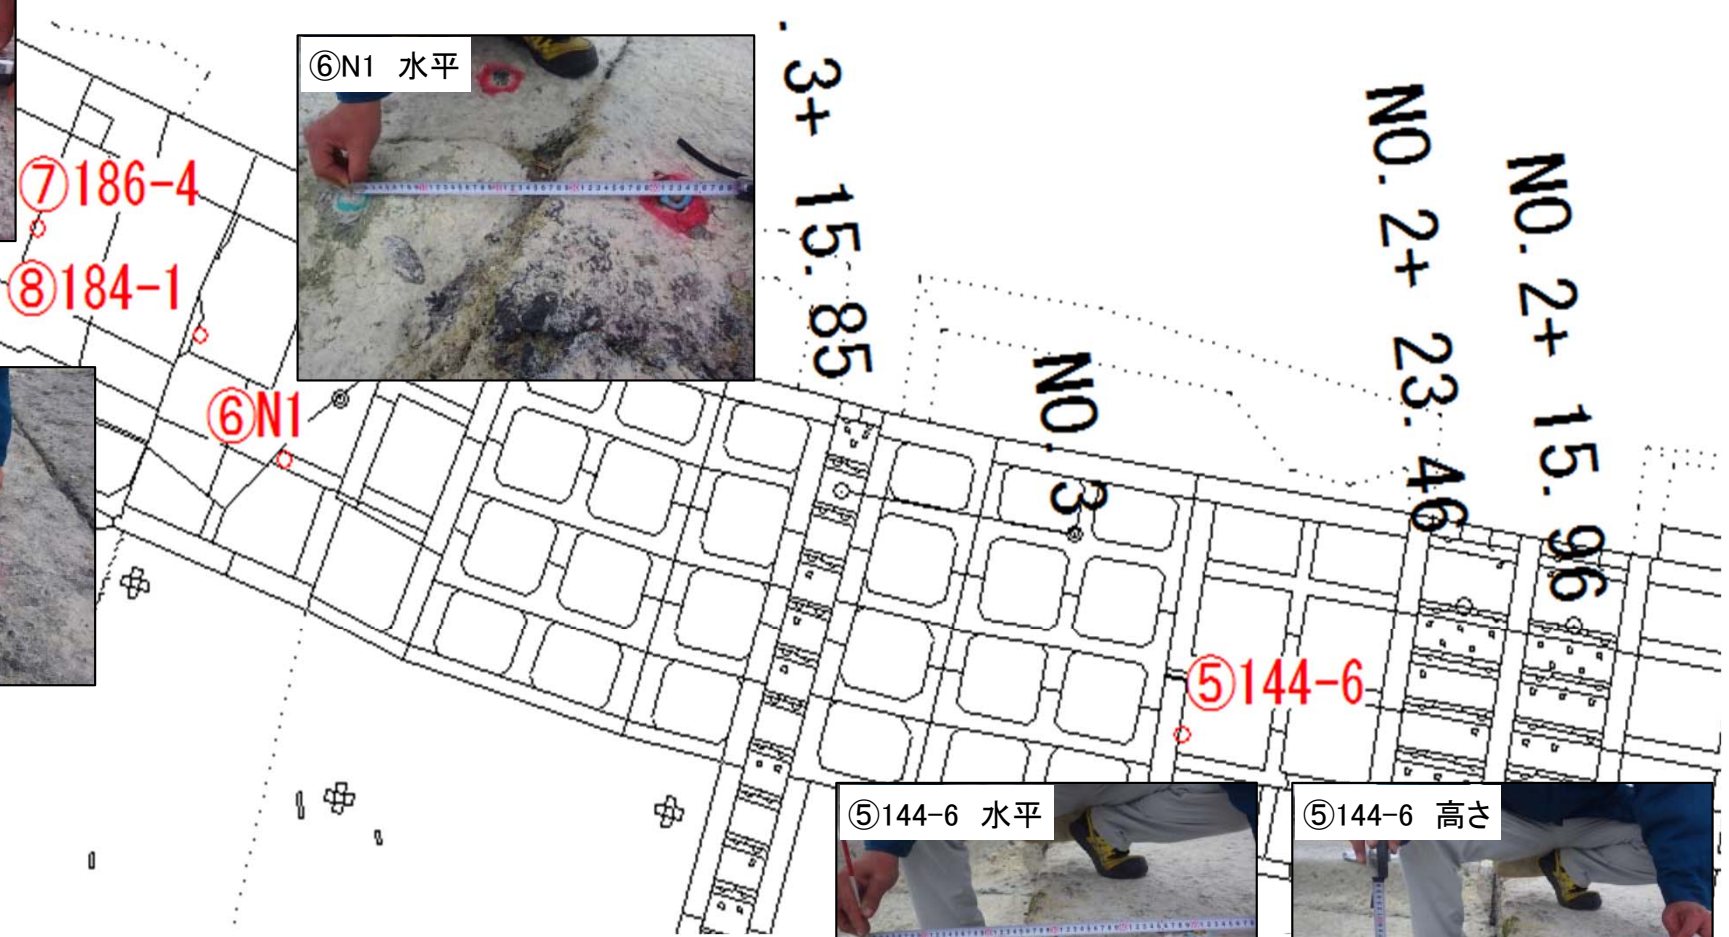 ⑥N1 水平
. 3+ 15. 85
NO. 3
NO. 2+ 23. 46
NO. 2+ 15. 96
⑦186-4
⑧184-1
⑥N1
⑤144-6
⑤144-6 水平
⑤144-6 高さ